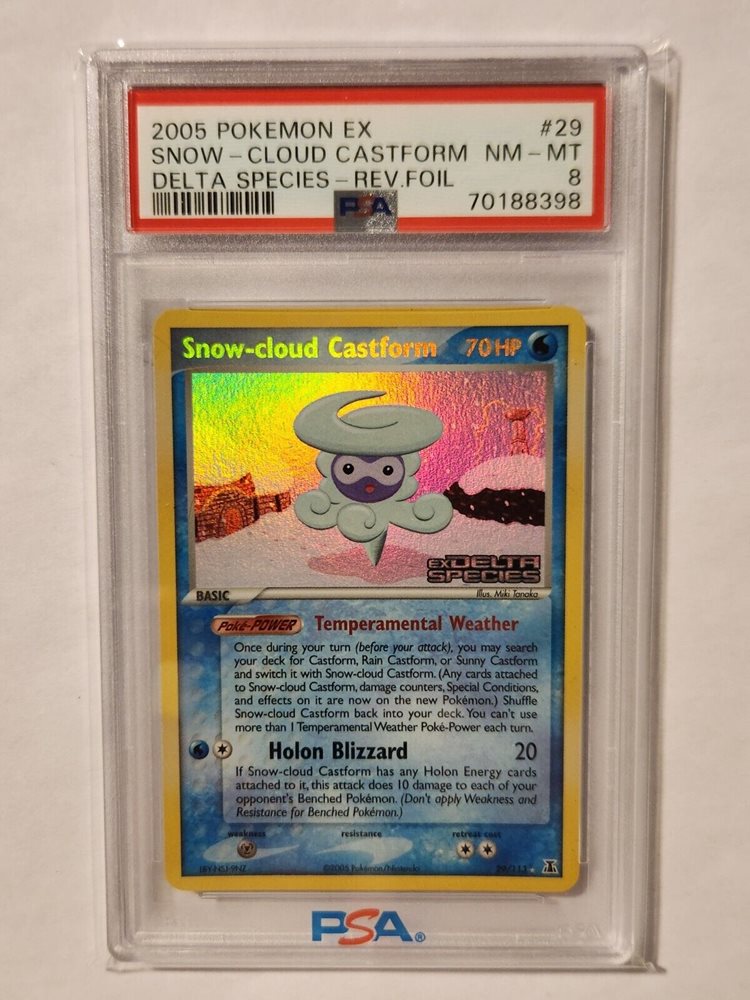 2005 POKEMON EX #29
SNOW-CLOUD CASTFORM NM-MT
DELTA SPECIES-REV.FOIL 8
PSA 70188398
Snow-cloud Castform 70 HP
EX DELTA
SPECIES
BASIC Illus. Miki Tanaka
Poké-POWER Temperamental Weather
Once during your turn (before your attack), you may search
your deck for Castform, Rain Castform, or Sunny Castform
and switch it with Snow-cloud Castform. (Any cards attached
to Snow-cloud Castform, damage counters, Special Conditions,
and effects on it are now on the new Pokémon.) Shuffle
Snow-cloud Castform back into your deck. You can't use
more than 1 Temperamental Weather Poké-Power each turn.
Holon Blizzard 20
If Snow-cloud Castform has any Holon Energy cards
attached to it, this attack does 10 damage to each of your
opponent's Benched Pokémon. (Don't apply Weakness and
Resistance for Benched Pokémon.)
weakness resistance retreat cost
©2005 Pokémon/Nintendo 29/113
PSA®